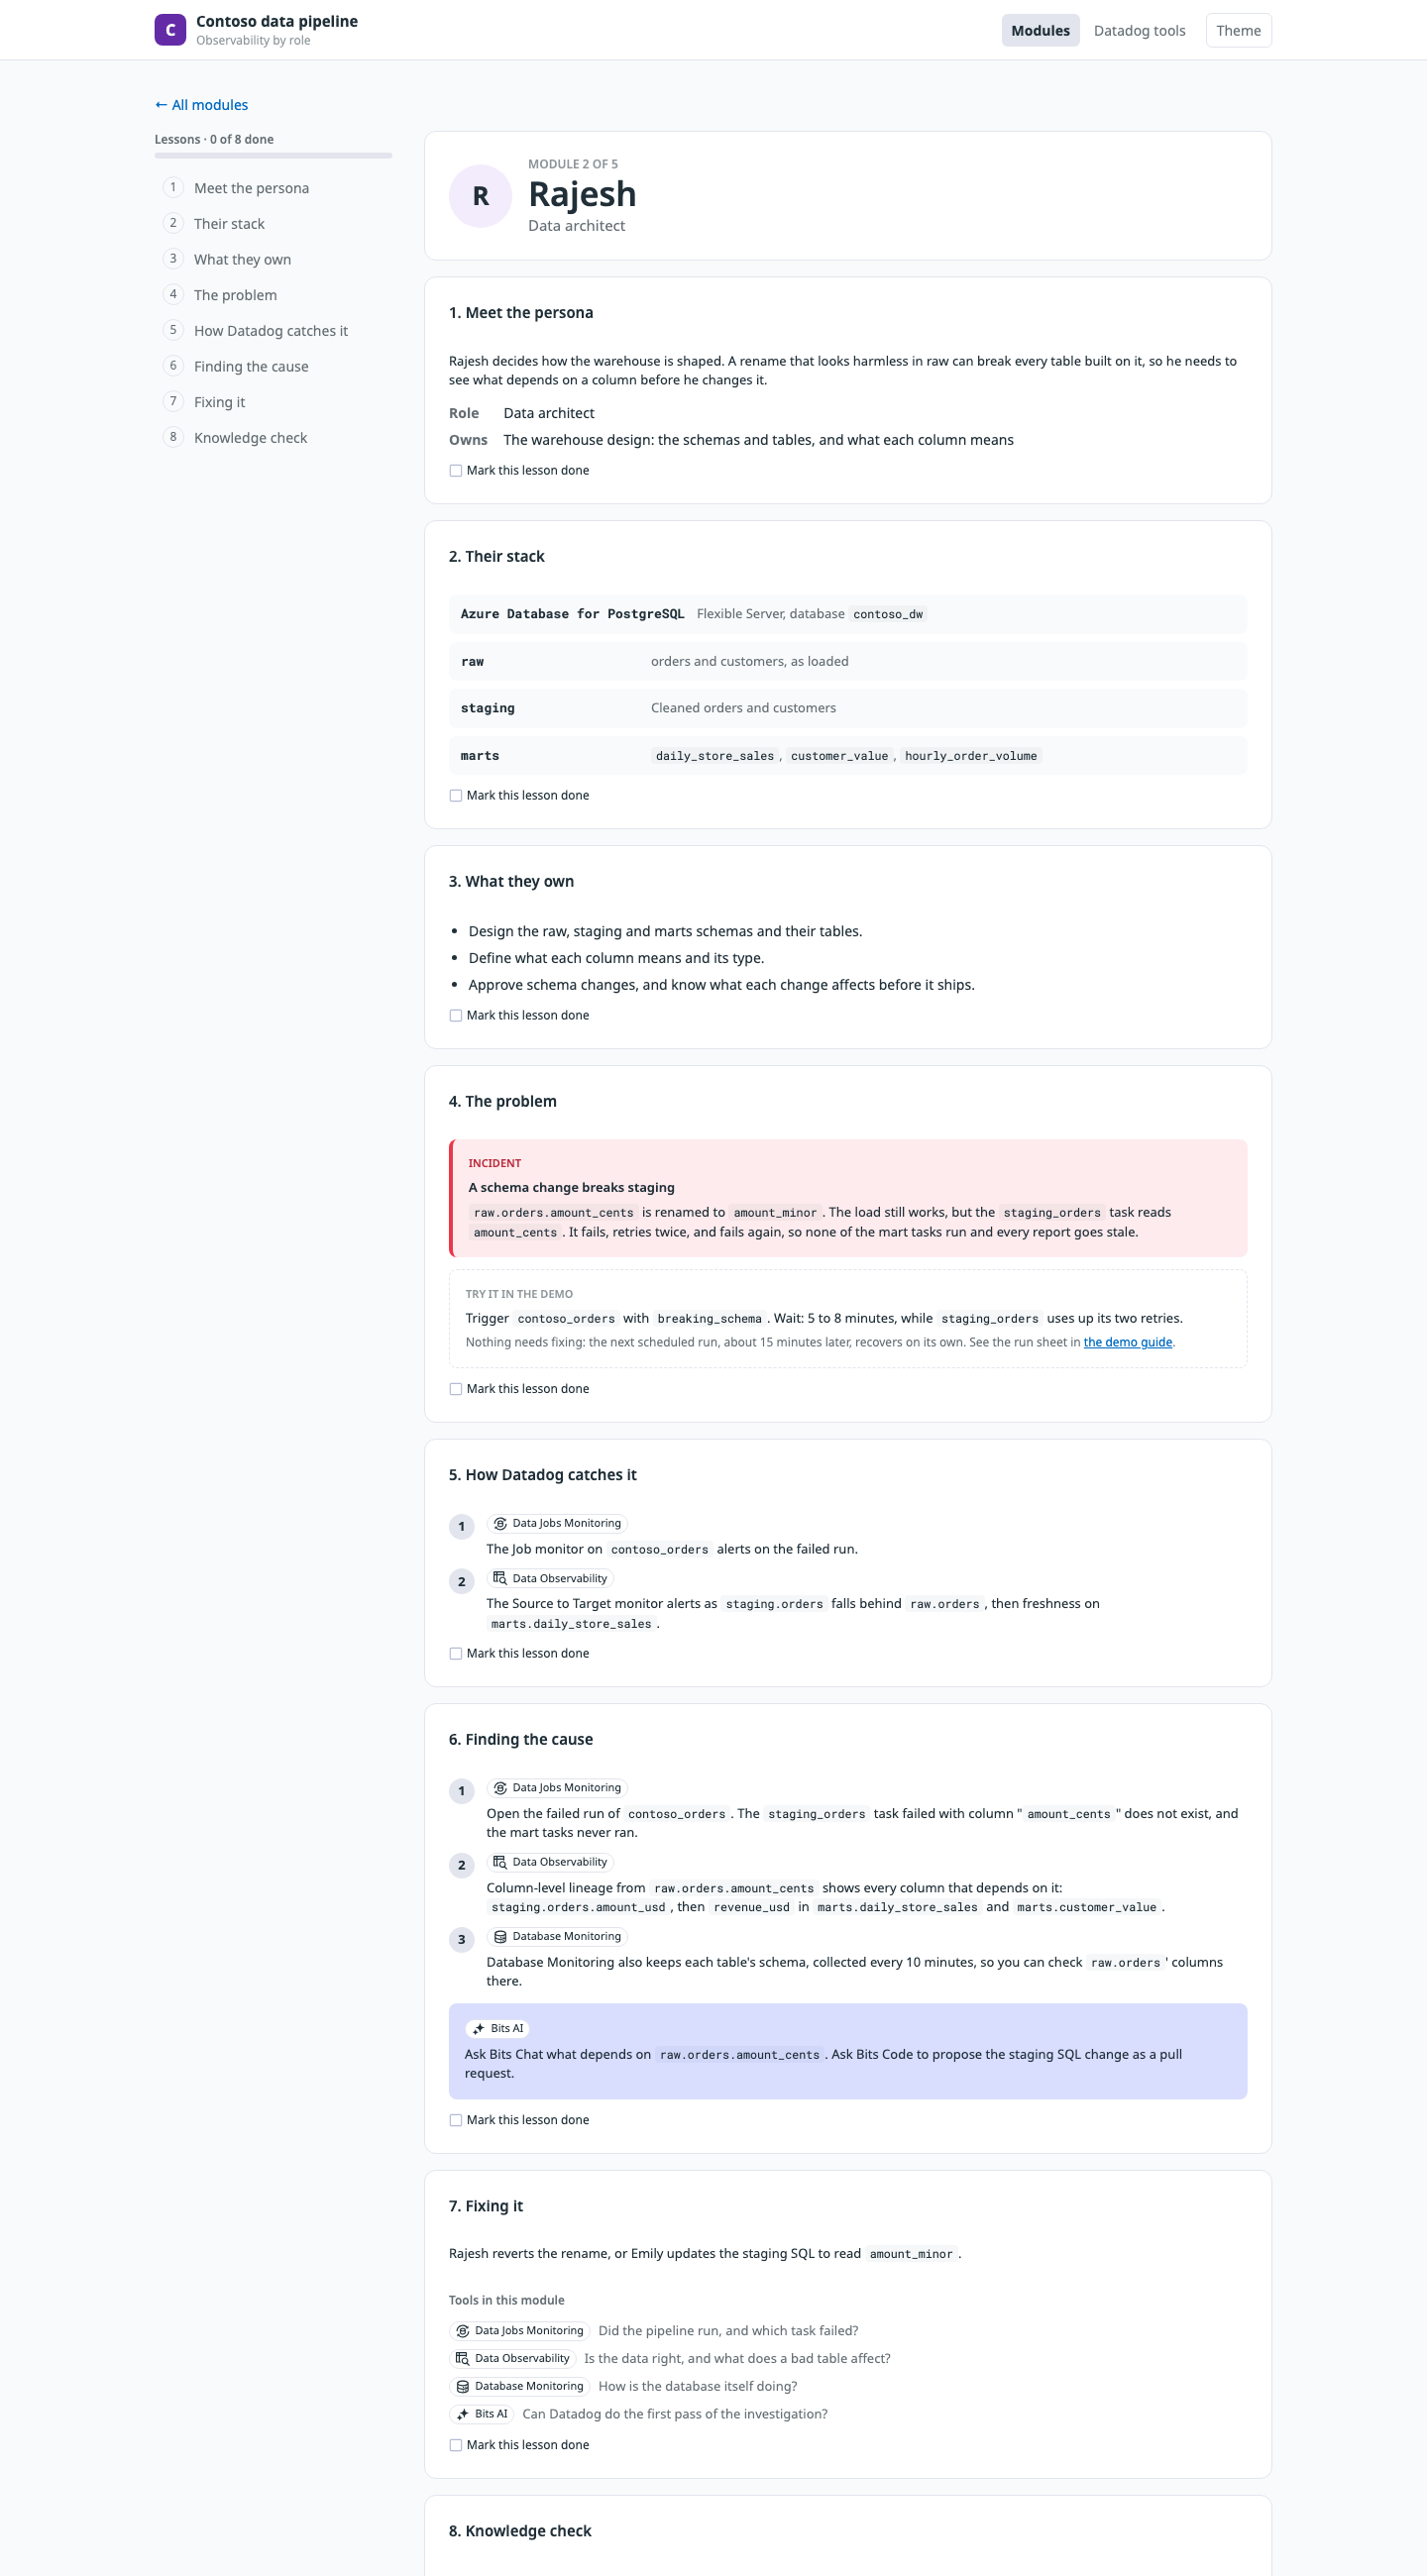 C
Contoso data pipeline
Observability by role
Modules
Datadog tools
Theme
← All modules
Lessons · 0 of 8 done
1 Meet the persona
2 Their stack
3 What they own
4 The problem
5 How Datadog catches it
6 Finding the cause
7 Fixing it
8 Knowledge check
R
MODULE 2 OF 5
Rajesh
Data architect
1. Meet the persona
Rajesh decides how the warehouse is shaped. A rename that looks harmless in raw can break every table built on it, so he needs to
see what depends on a column before he changes it.
Role Data architect
Owns The warehouse design: the schemas and tables, and what each column means
Mark this lesson done
2. Their stack
Azure Database for PostgreSQL Flexible Server, database contoso_dw
raw orders and customers, as loaded
staging Cleaned orders and customers
marts daily_store_sales, customer_value, hourly_order_volume
Mark this lesson done
3. What they own
• Design the raw, staging and marts schemas and their tables.
• Define what each column means and its type.
• Approve schema changes, and know what each change affects before it ships.
Mark this lesson done
4. The problem
INCIDENT
A schema change breaks staging
raw.orders.amount_cents is renamed to amount_minor. The load still works, but the staging_orders task reads
amount_cents. It fails, retries twice, and fails again, so none of the mart tasks run and every report goes stale.
TRY IT IN THE DEMO
Trigger contoso_orders with breaking_schema. Wait: 5 to 8 minutes, while staging_orders uses up its two retries.
Nothing needs fixing: the next scheduled run, about 15 minutes later, recovers on its own. See the run sheet in the demo guide.
Mark this lesson done
5. How Datadog catches it
1 Data Jobs Monitoring
The Job monitor on contoso_orders alerts on the failed run.
2 Data Observability
The Source to Target monitor alerts as staging.orders falls behind raw.orders, then freshness on
marts.daily_store_sales.
Mark this lesson done
6. Finding the cause
1 Data Jobs Monitoring
Open the failed run of contoso_orders. The staging_orders task failed with column "amount_cents" does not exist, and
the mart tasks never ran.
2 Data Observability
Column-level lineage from raw.orders.amount_cents shows every column that depends on it:
staging.orders.amount_usd, then revenue_usd in marts.daily_store_sales and marts.customer_value.
3 Database Monitoring
Database Monitoring also keeps each table's schema, collected every 10 minutes, so you can check raw.orders' columns
there.
Bits AI
Ask Bits Chat what depends on raw.orders.amount_cents. Ask Bits Code to propose the staging SQL change as a pull
request.
Mark this lesson done
7. Fixing it
Rajesh reverts the rename, or Emily updates the staging SQL to read amount_minor.
Tools in this module
Data Jobs Monitoring Did the pipeline run, and which task failed?
Data Observability Is the data right, and what does a bad table affect?
Database Monitoring How is the database itself doing?
Bits AI Can Datadog do the first pass of the investigation?
Mark this lesson done
8. Knowledge check